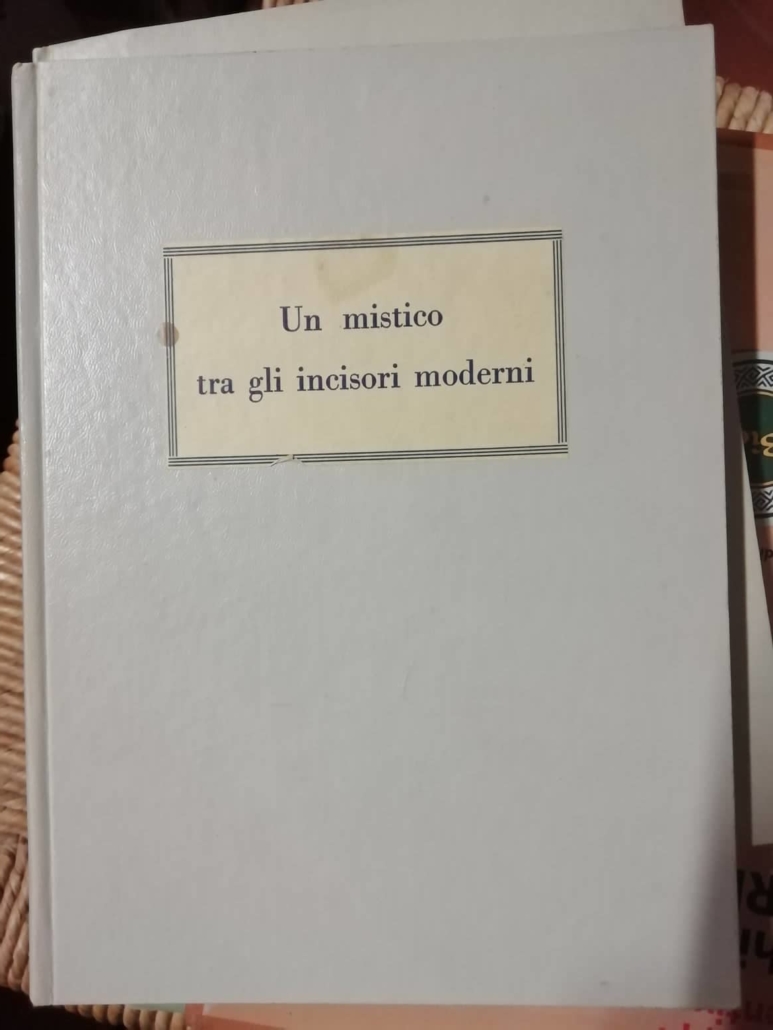 Un mistico
tra gli incisori moderni